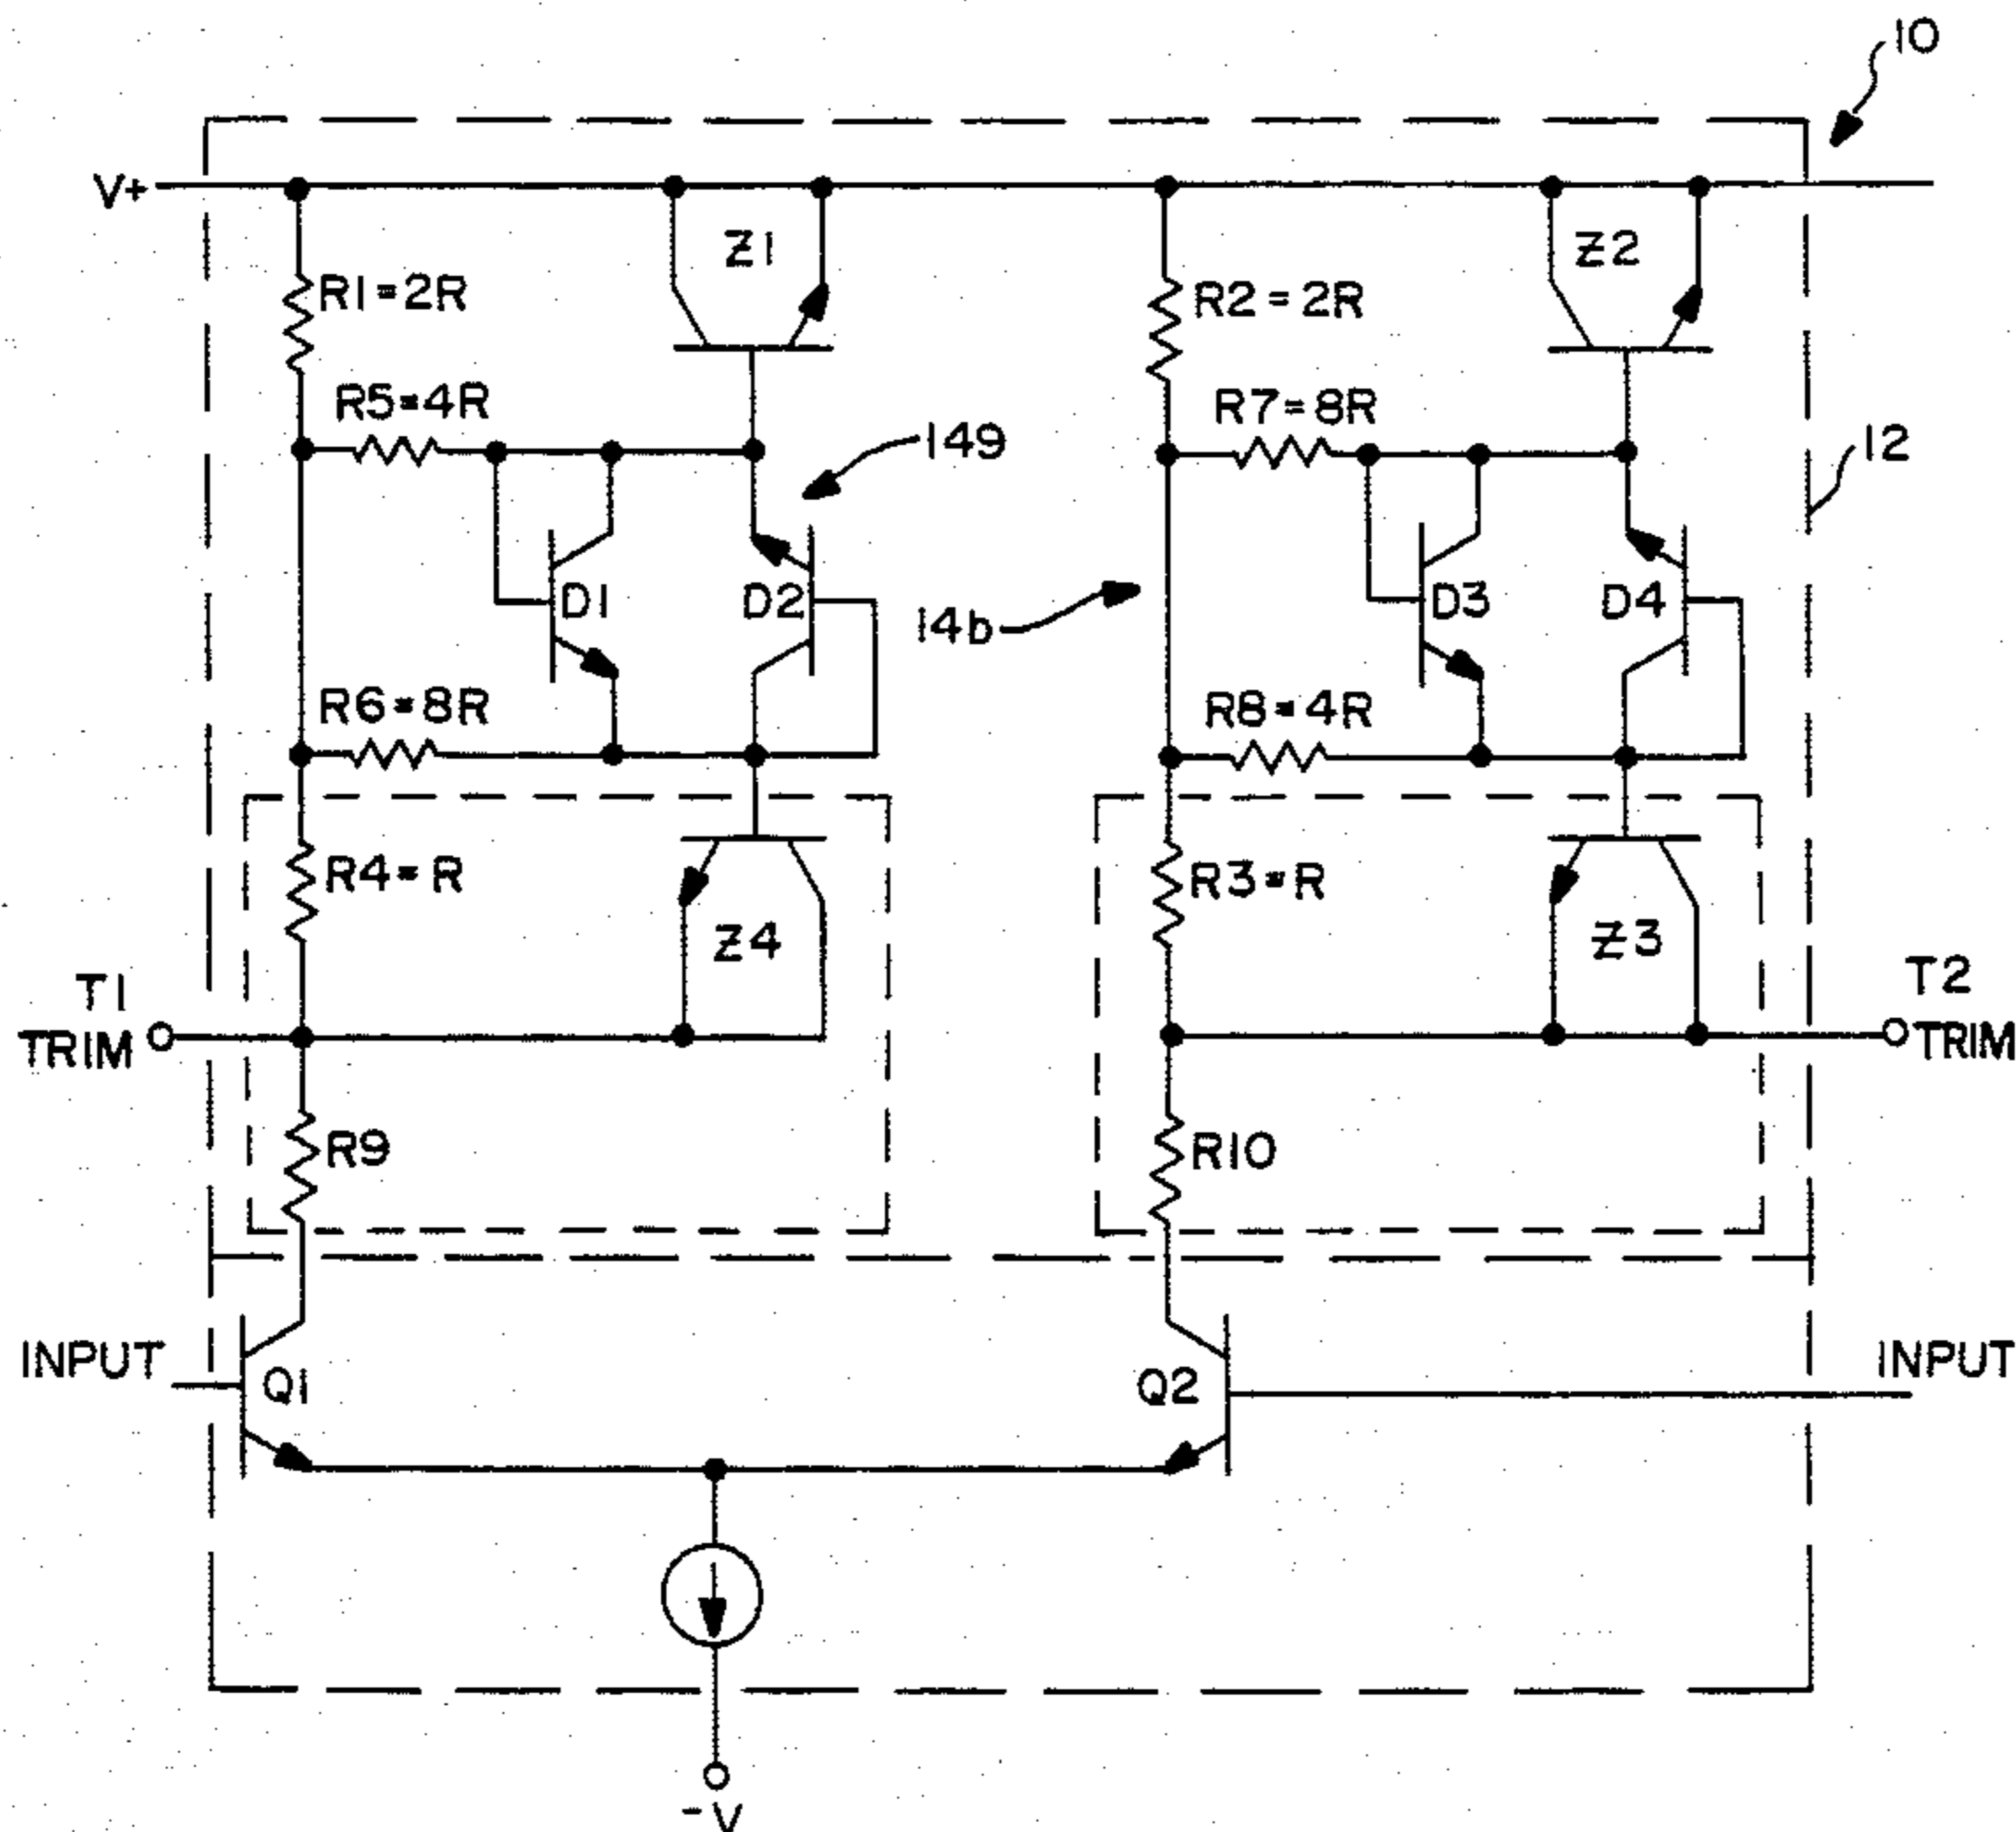 10
V+
Z1
Z2
R1=2R
R2=2R
R5=4R
R7=8R
149
12
D1
D2
D3
D4
14b
R6=8R
R8=4R
R4=R
R3=R
Z4
Z3
T1
TRIM
T2
TRIM
R9
R10
INPUT
INPUT
Q1
Q2
-V